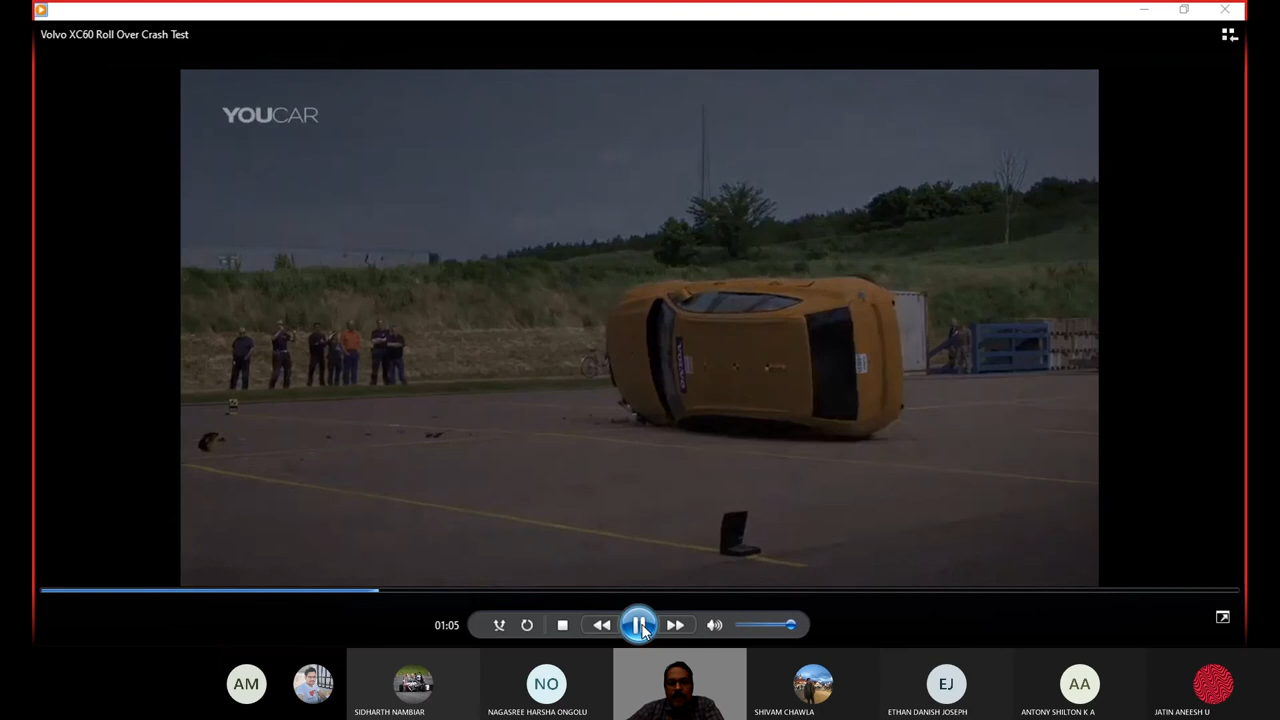 Volvo XC60 Roll Over Crash Test
YOUCAR
VOLVO
01:05
AM
NO
EJ
AA
SIDHARTH NAMBIAR
NAGASREE HARSHA ONGOLU
SHIVAM CHAWLA
ETHAN DANISH JOSEPH
ANTONY SHILTON K A
JATIN ANEESH U